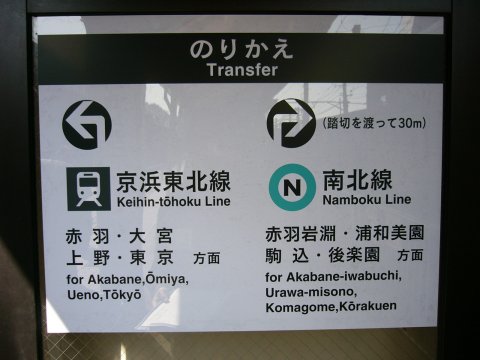 のりかえ
Transfer
(踏切を渡って30m)
京浜東北線
Keihin-tōhoku Line
赤羽・大宮
上野・東京 方面
for Akabane,Ōmiya,
Ueno,Tōkyō
N
南北線
Namboku Line
赤羽岩淵・浦和美園
駒込・後楽園 方面
for Akabane-iwabuchi,
Urawa-misono,
Komagome,Kōrakuen